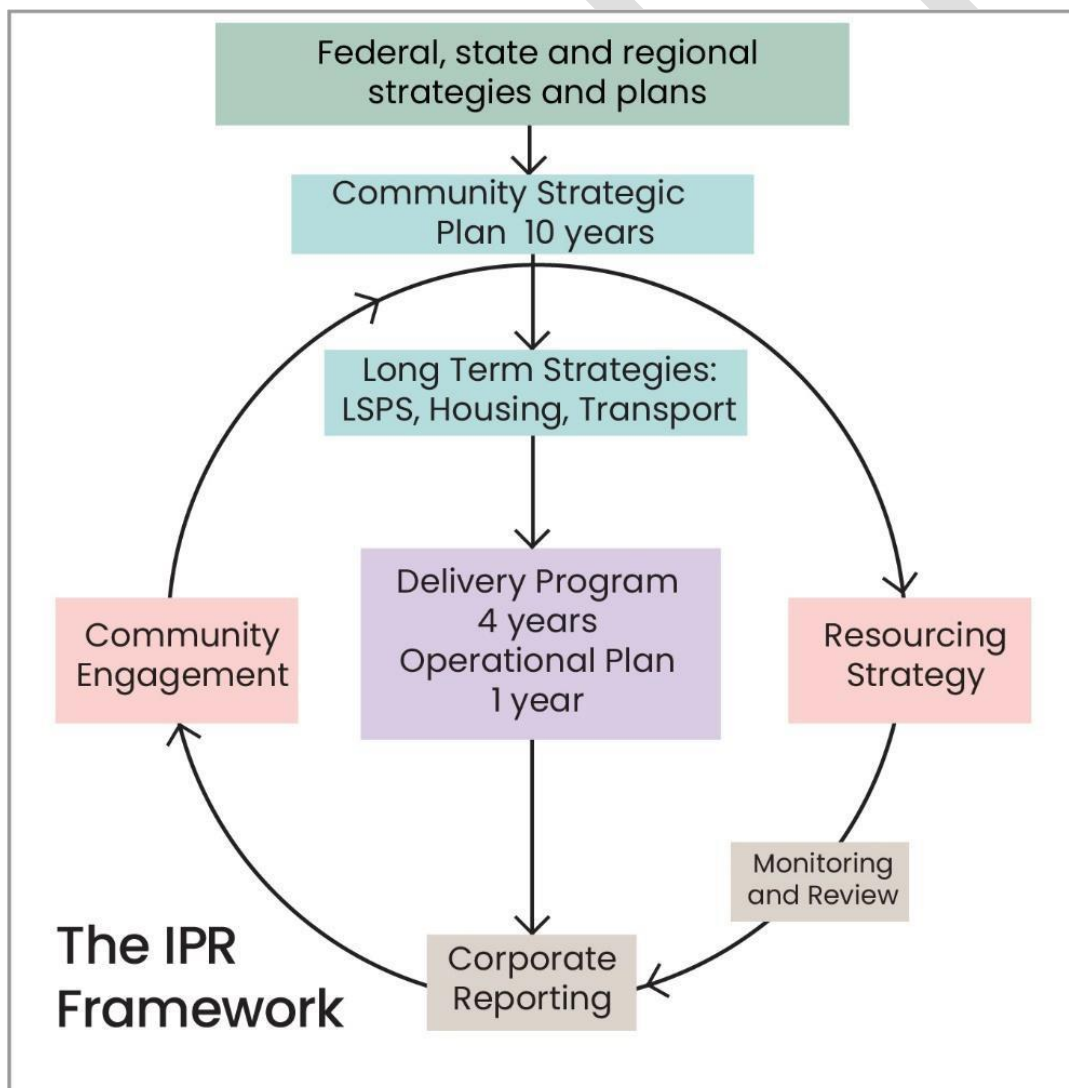 Federal, state and regional
strategies and plans
Community Strategic
Plan 10 years
Long Term Strategies:
LSPS, Housing, Transport
Delivery Program
4 years
Operational Plan
1 year
Community
Engagement
Resourcing
Strategy
Monitoring
and Review
Corporate
Reporting
The IPR
Framework